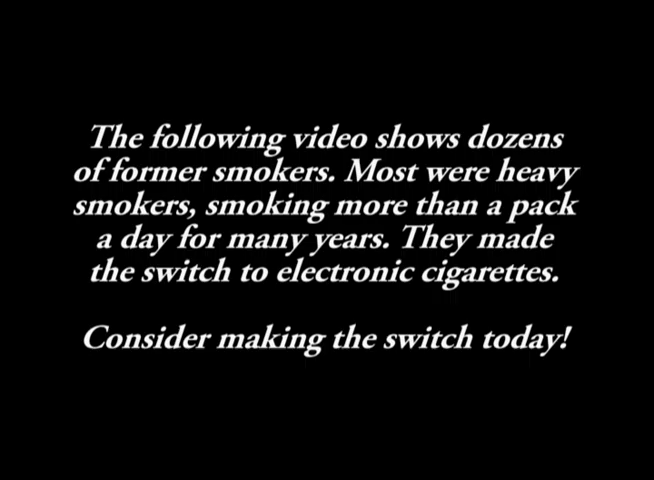 The following video shows dozens
of former smokers. Most were heavy
smokers, smoking more than a pack
a day for many years. They made
the switch to electronic cigarettes.
Consider making the switch today!